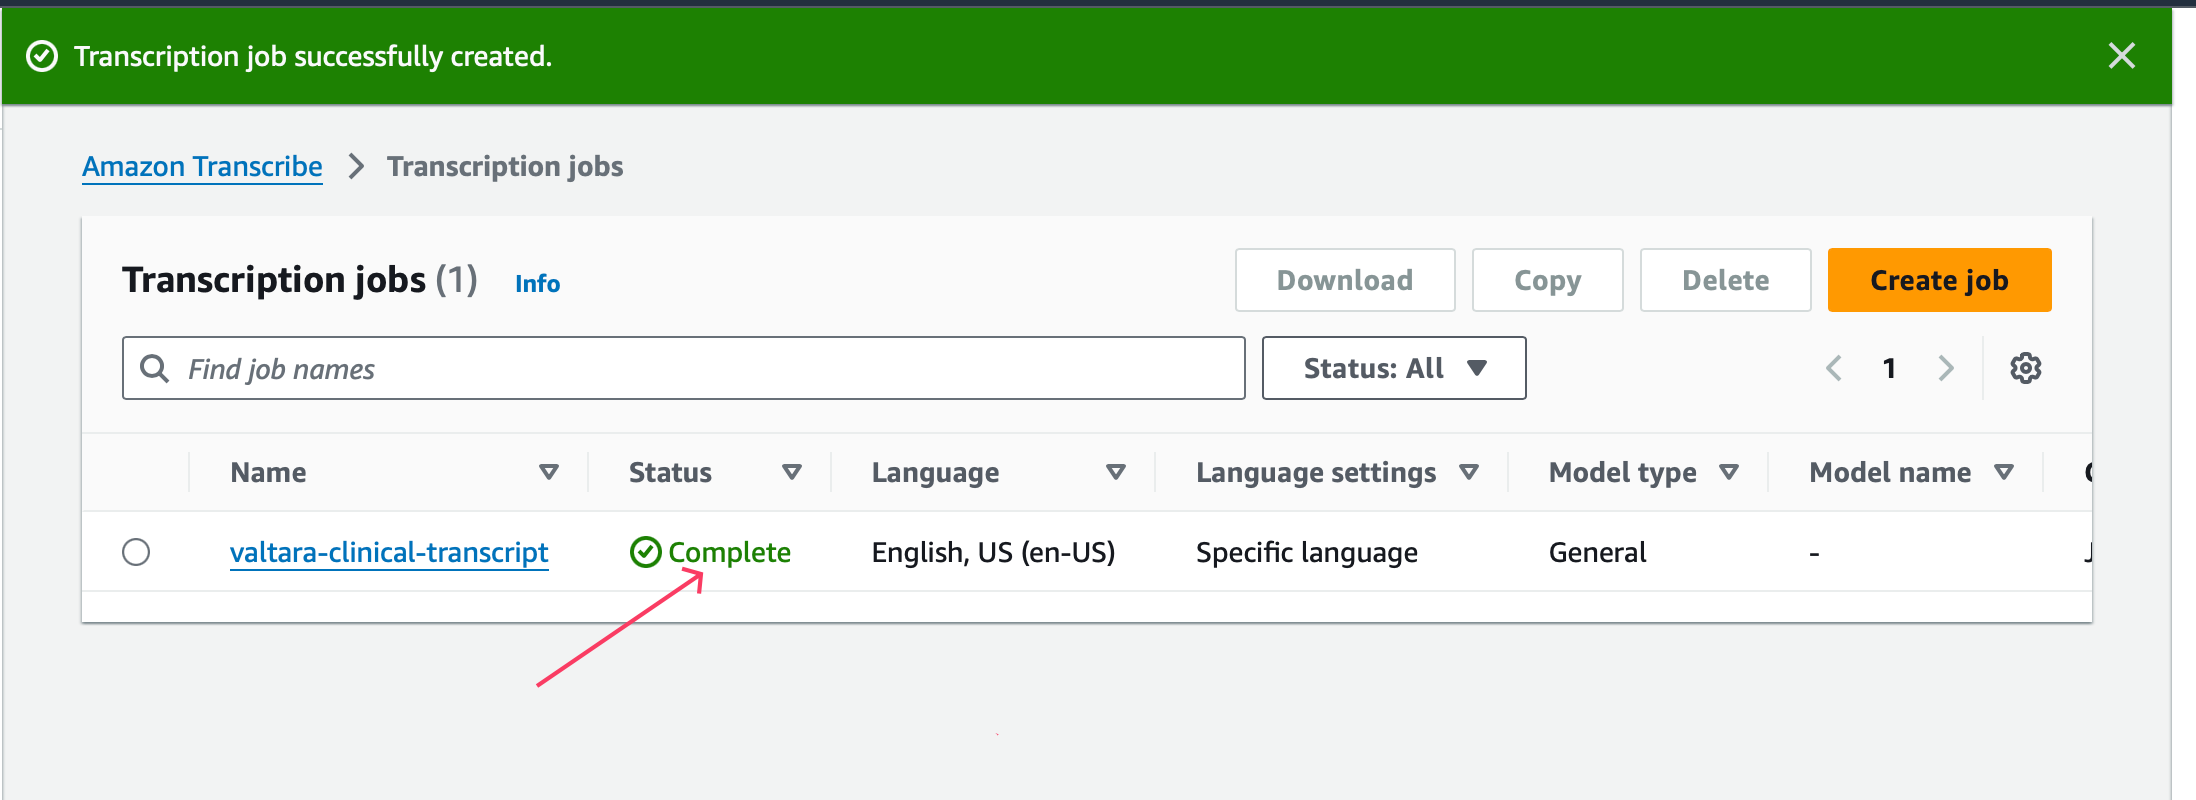 Transcription job successfully created.
Amazon Transcribe > Transcription jobs
Transcription jobs (1) Info Download Copy Delete Create job
Find job names Status: All 1
Name Status Language Language settings Model type Model name
valtara-clinical-transcript Complete English, US (en-US) Specific language General -